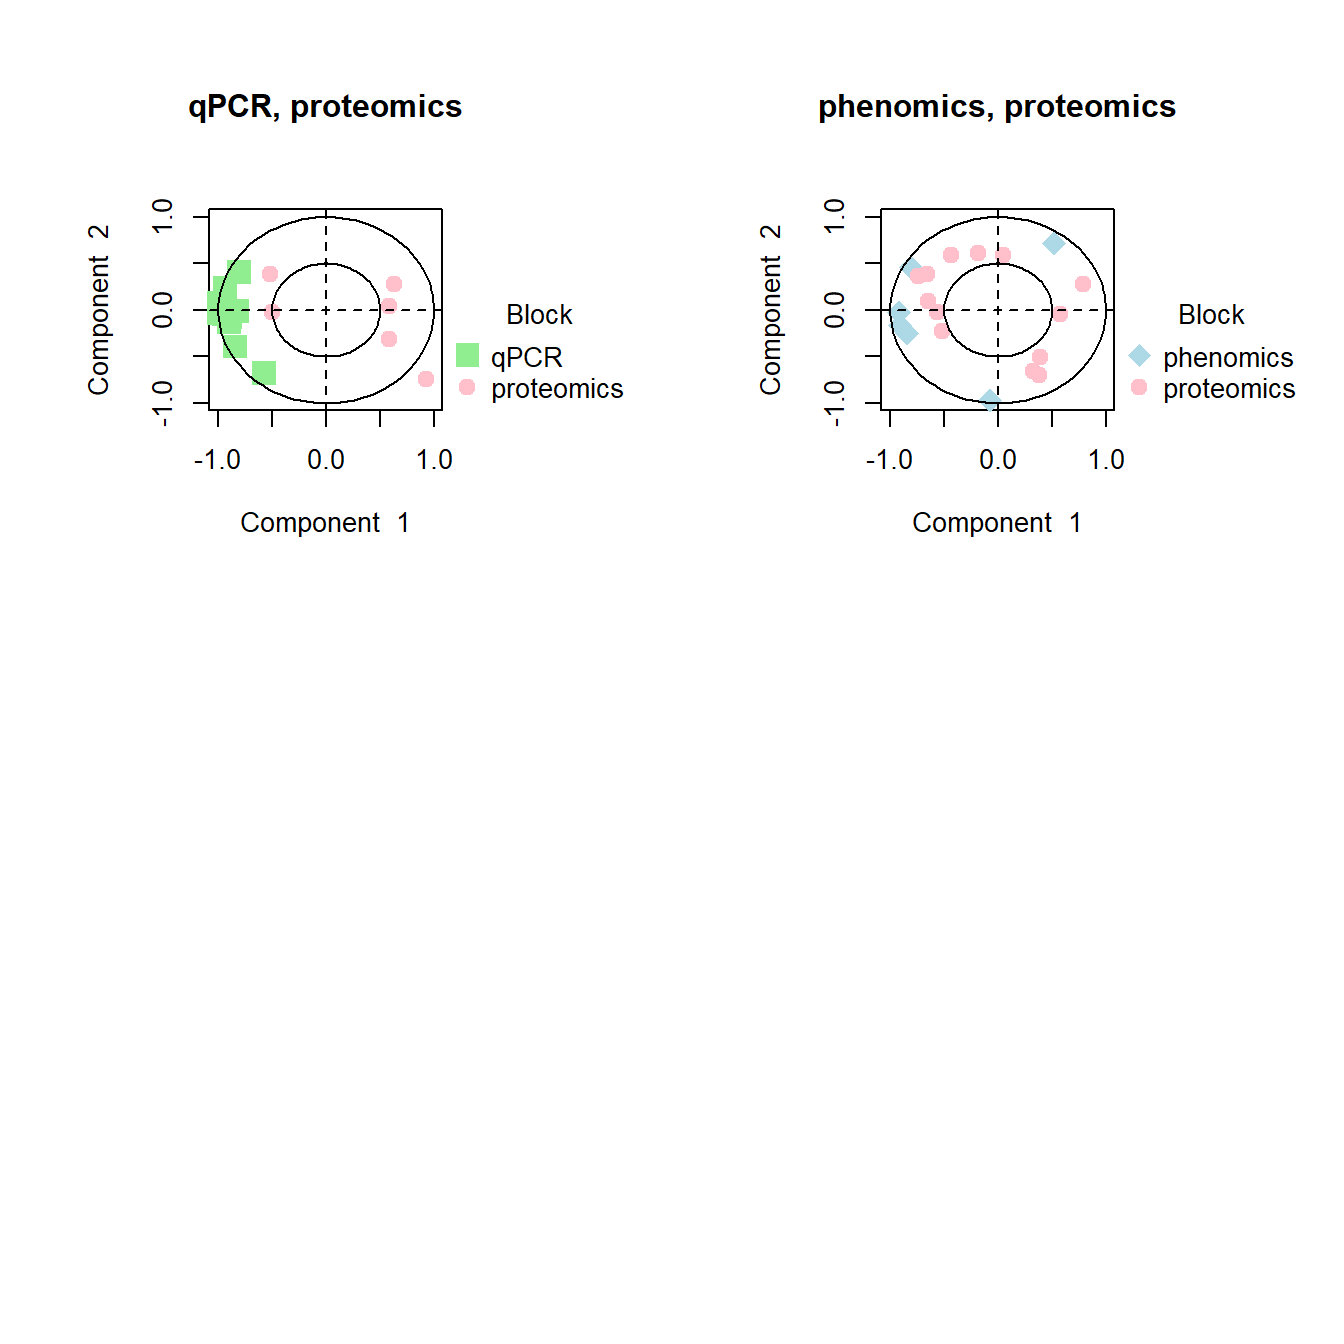 qPCR, proteomics
Component 2
1.0
0.0
-1.0
-1.0 0.0 1.0
Component 1
Block
qPCR
proteomics
phenomics, proteomics
Component 2
1.0
0.0
-1.0
-1.0 0.0 1.0
Component 1
Block
phenomics
proteomics